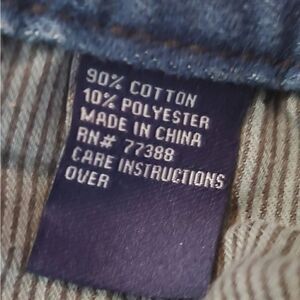 90% COTTON
10% POLYESTER
MADE IN CHINA
RN# 77388
CARE INSTRUCTIONS
OVER